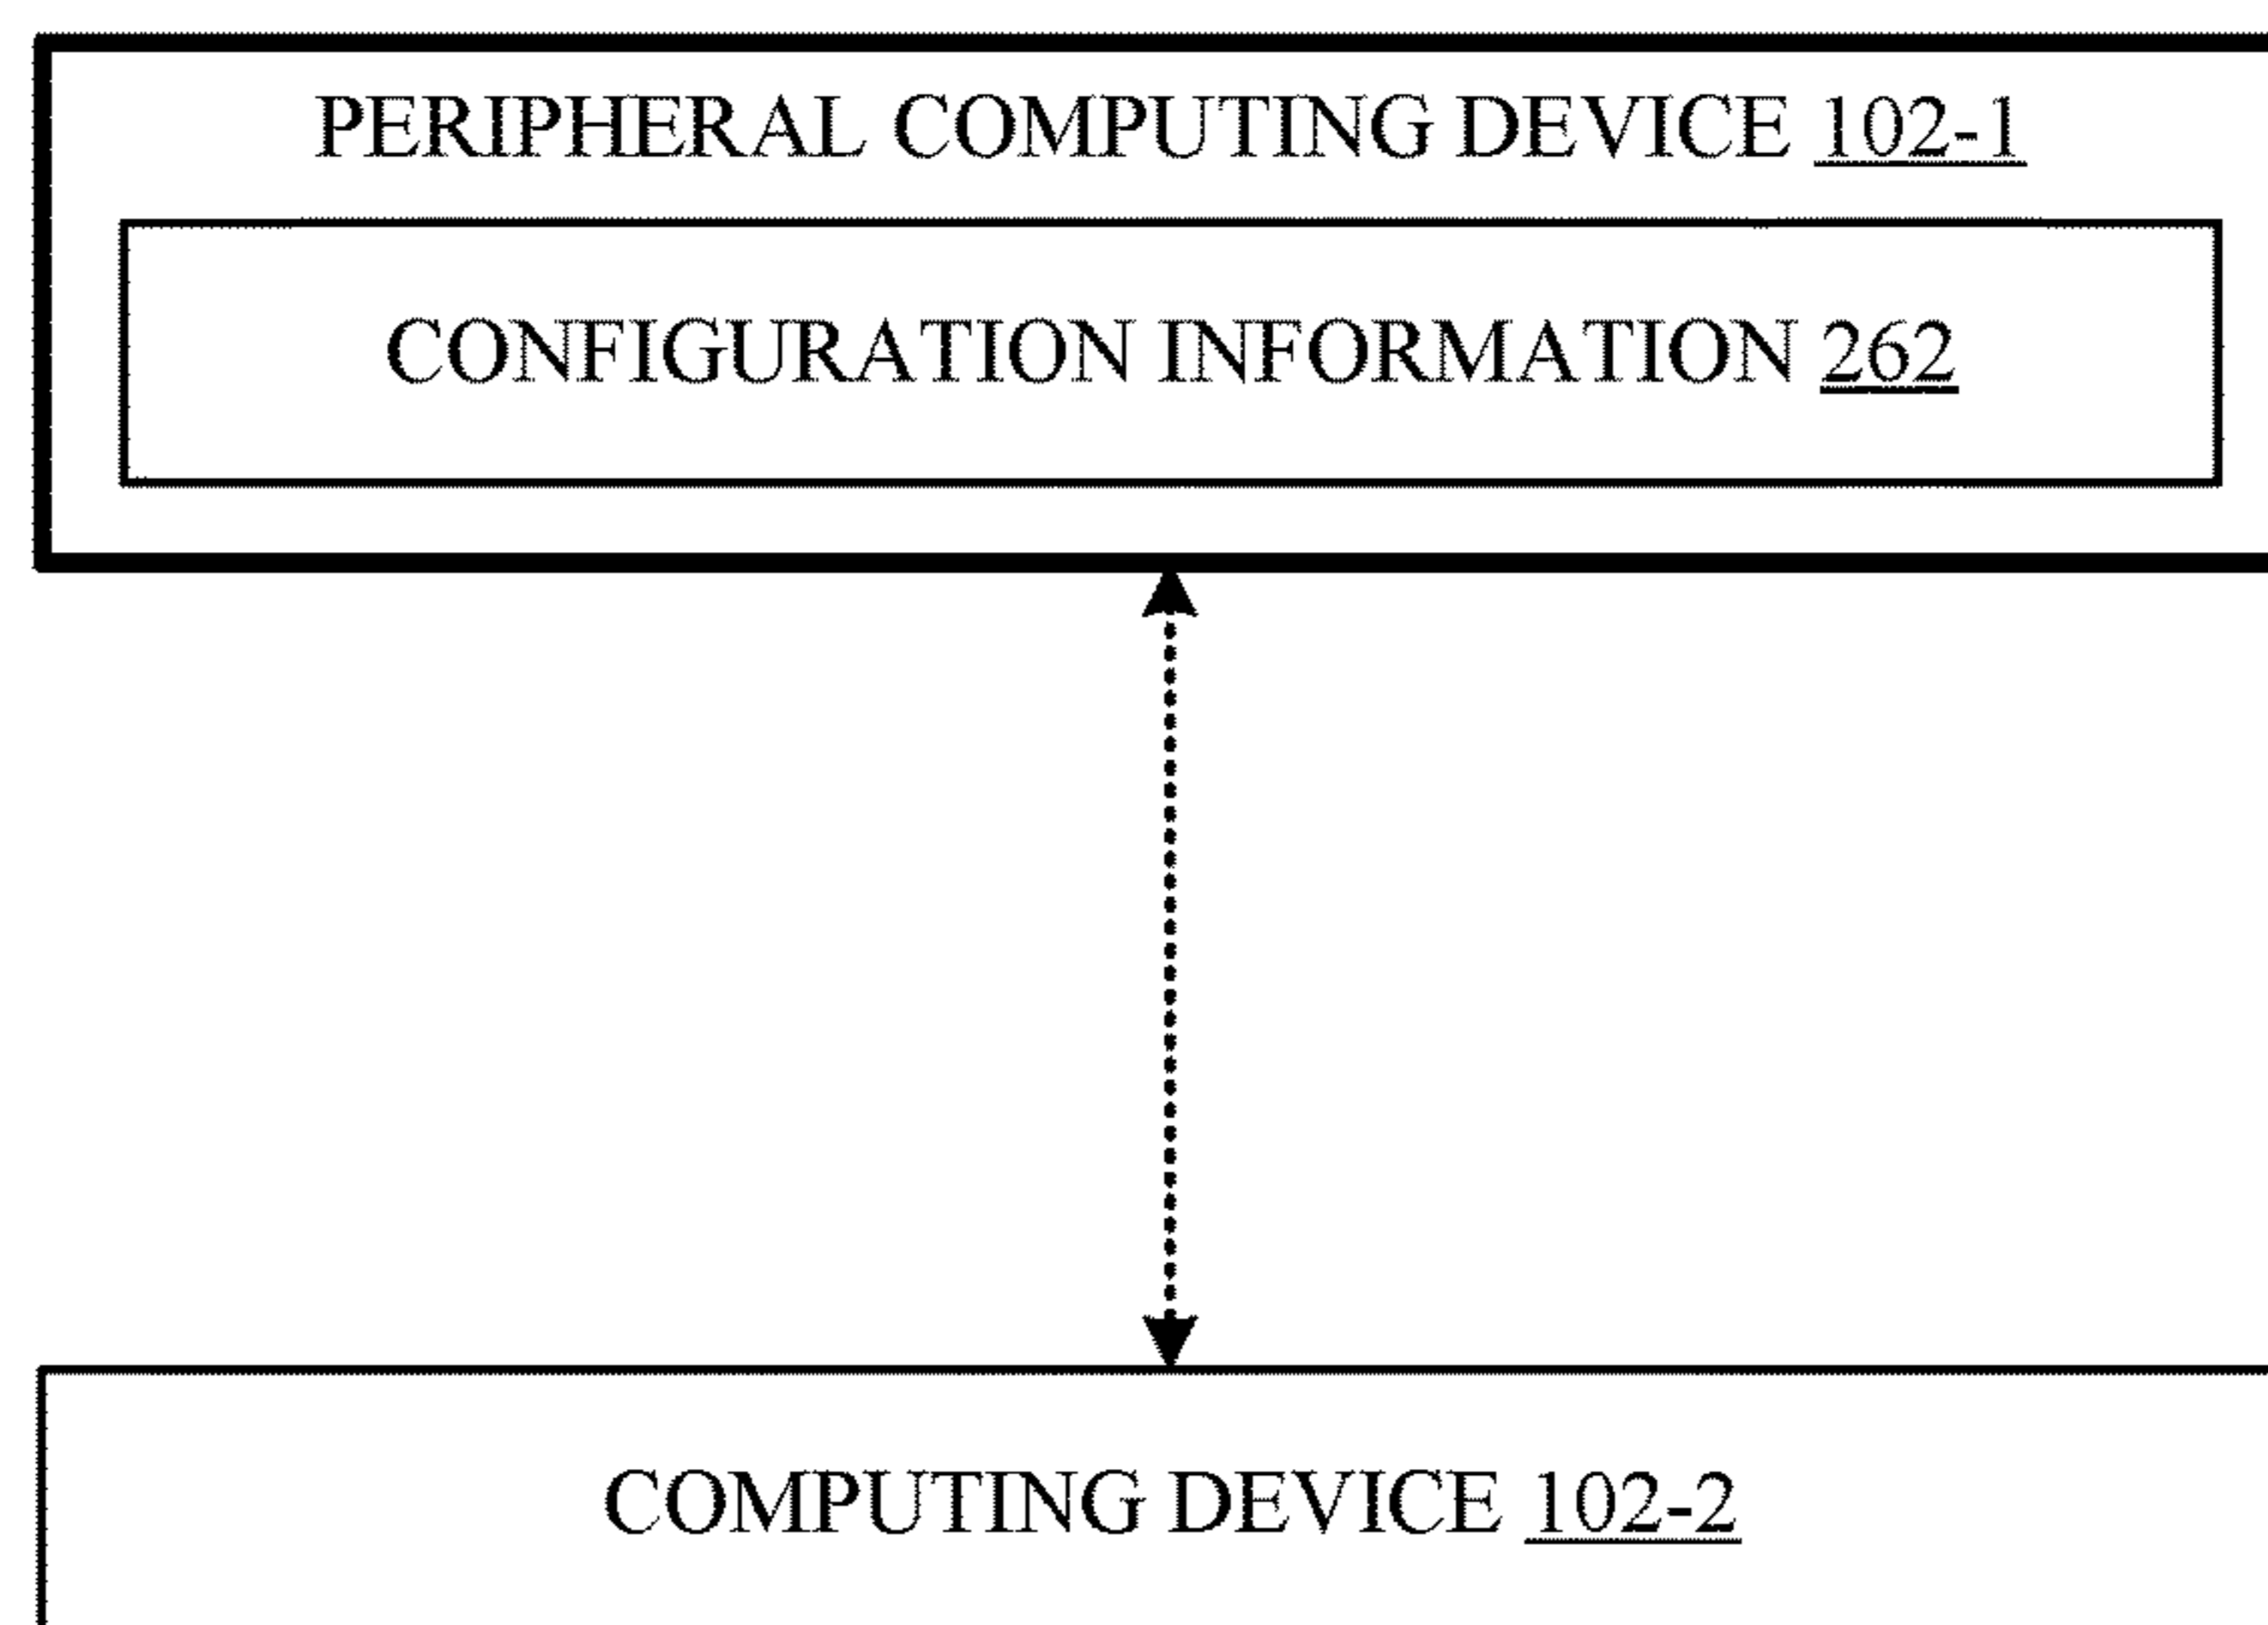 PERIPHERAL COMPUTING DEVICE 102-1
CONFIGURATION INFORMATION 262
COMPUTING DEVICE 102-2